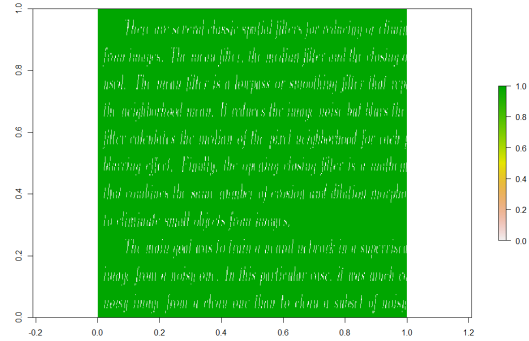 There are several classic spatial filters for reducing or
from images. The mean filter, the median filter and the closing
used. The mean filter is a lowpass or smoothing filter that
the neighborhood mean. It reduces the image noise but blurs the
filter calculates the median of the pixel neighborhood for each
blurring effect. Finally, the opening closing filter is a
that combines the same number of erosion and dilation
to eliminate small objects from images.
The main goal was to train a neural network in a
image from a noisy one. In this particular case, it was much
noisy image from a clean one than to clean a subset of
0.0 0.2 0.4 0.6 0.8 1.0
-0.2 0.0 0.2 0.4 0.6 0.8 1.0 1.2
1.0
0.8
0.6
0.4
0.2
0.0